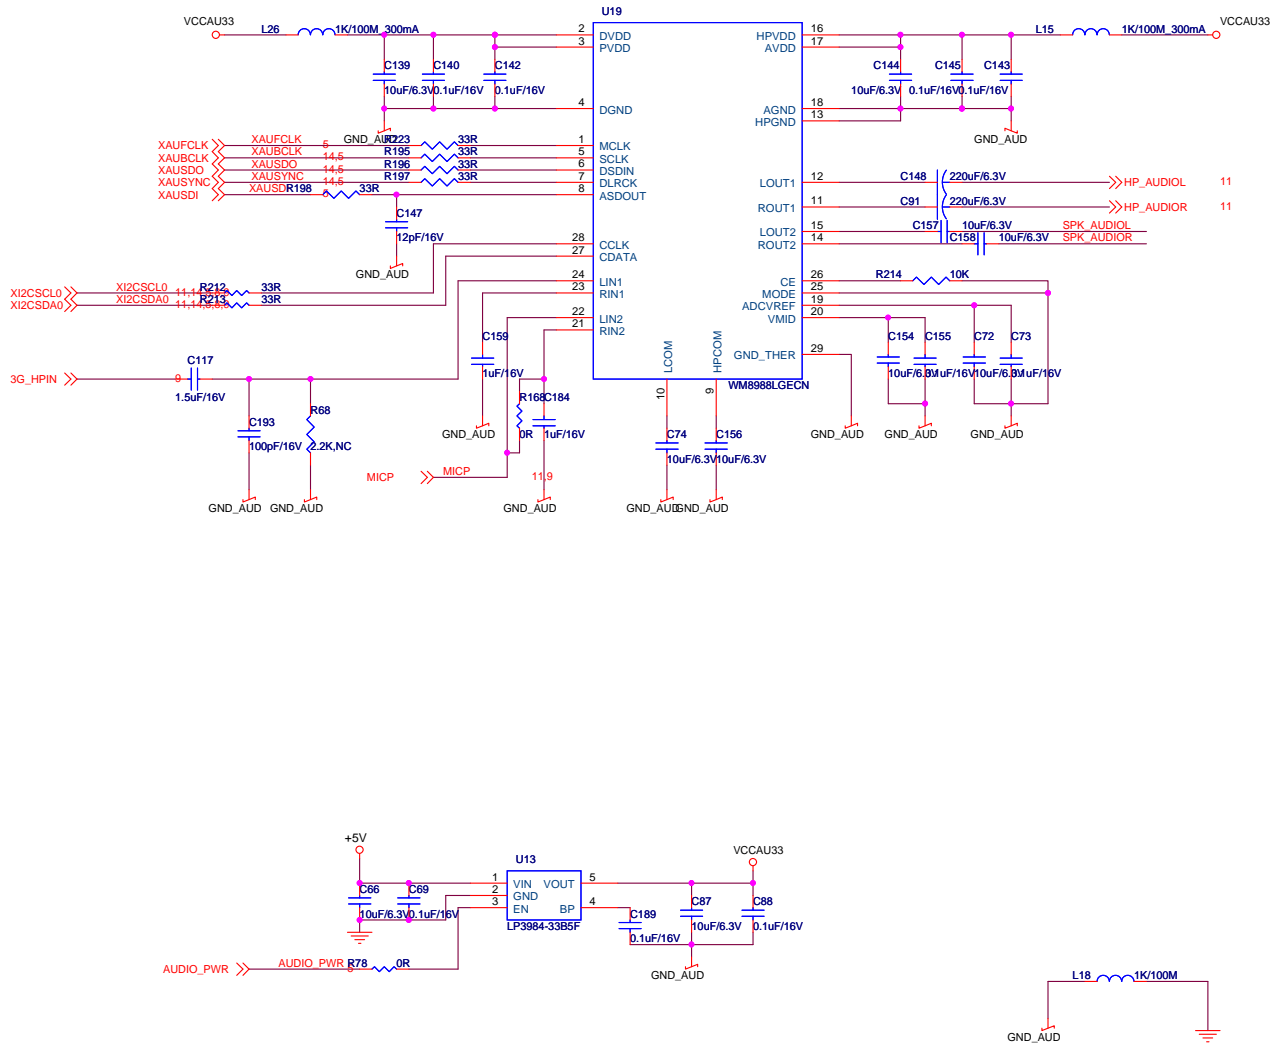 U19
VCCAU33
L26
1K/100M_300mA
2
DVDD
3
PVDD
C139
10uF/6.3V
C140
0.1uF/16V
C142
0.1uF/16V
4
DGND
GND_AUD
HPVDD
16
AVDD
17
L15
1K/100M_300mA
VCCAU33
C144
10uF/6.3V
C145
0.1uF/16V
C143
0.1uF/16V
AGND
18
HPGND
13
GND_AUD
XAUFCLK
XAUFCLK
5
R223
33R
1
MCLK
XAUBCLK
XAUBCLK
14,5
R195
33R
5
SCLK
XAUSDO
XAUSDO
14,5
R196
33R
6
DSDIN
XAUSYNC
XAUSYNC
14,5
R197
33R
7
DLRCK
XAUSDI
XAUSDI
5
R198
33R
8
ASDOUT
C147
12pF/16V
GND_AUD
LOUT1
12
C148
220uF/6.3V
HP_AUDIOL
11
ROUT1
11
C91
220uF/6.3V
HP_AUDIOR
11
LOUT2
15
C157
10uF/6.3V
SPK_AUDIOL
ROUT2
14
C158
10uF/6.3V
SPK_AUDIOR
28
CCLK
27
CDATA
XI2CSCL0
XI2CSCL0
R212
33R
XI2CSDA0
XI2CSDA0
R213
33R
24
LIN1
23
RIN1
22
LIN2
21
RIN2
CE
26
R214
10K
MODE
25
ADCVREF
19
VMID
20
C154
10uF/6.3V
C155
0.1uF/16V
C72
10uF/6.3V
C73
0.1uF/16V
GND_THER
29
LCOM
HPCOM
WM8988LGECN
10
9
GND_AUD
GND_AUD
GND_AUD
C159
1uF/16V
GND_AUD
3G_HPIN
9
C117
1.5uF/16V
C193
100pF/16V
GND_AUD
R68
2.2K,NC
GND_AUD
R168
0R
C184
1uF/16V
MICP
MICP
11,9
GND_AUD
C74
10uF/6.3V
GND_AUD
C156
10uF/6.3V
GND_AUD
+5V
U13
VCCAU33
1
VIN
VOUT
5
2
GND
3
EN
BP
4
LP3984-33B5F
C66
10uF/6.3V
C69
0.1uF/16V
C189
0.1uF/16V
C87
10uF/6.3V
C88
0.1uF/16V
GND_AUD
AUDIO_PWR
AUDIO_PWR
R78
0R
L18
1K/100M
GND_AUD